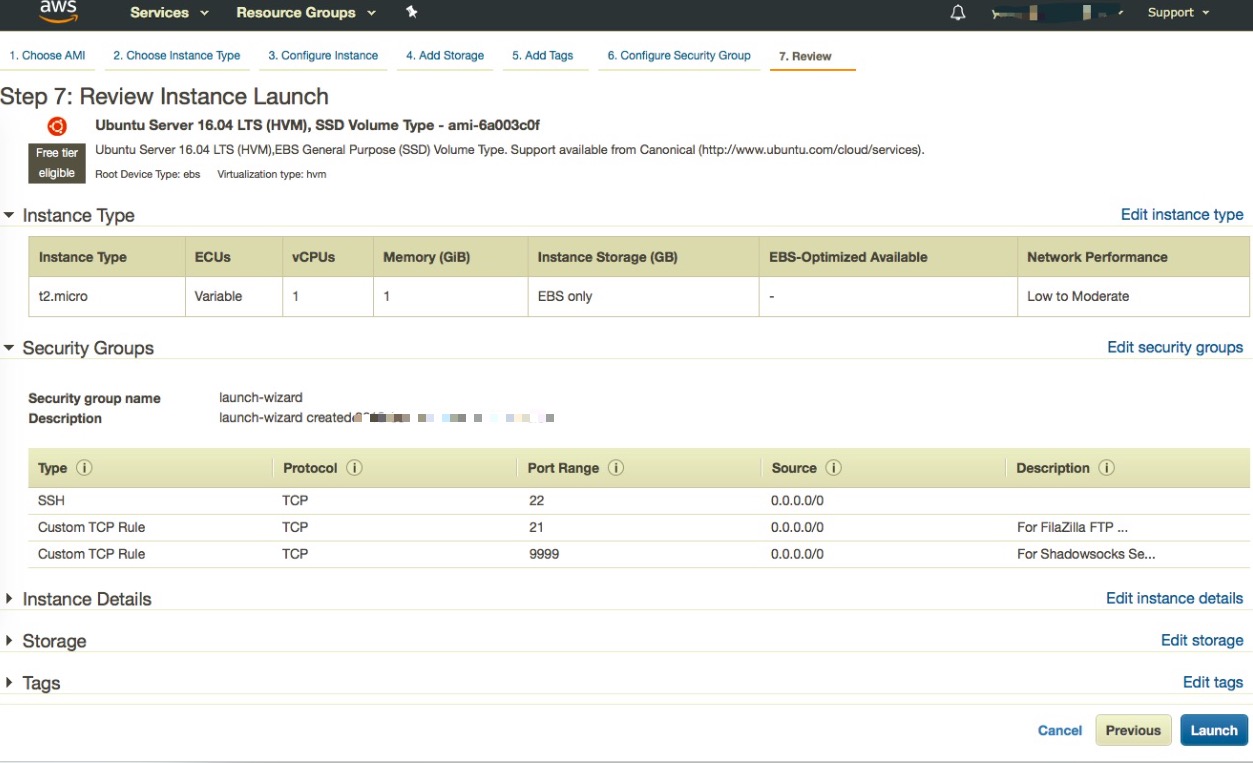 aws
Services Resource Groups Support
1. Choose AMI 2. Choose Instance Type 3. Configure Instance 4. Add Storage 5. Add Tags 6. Configure Security Group 7. Review
Step 7: Review Instance Launch
Ubuntu Server 16.04 LTS (HVM), SSD Volume Type - ami-6a003c0f
Free tier eligible
Ubuntu Server 16.04 LTS (HVM),EBS General Purpose (SSD) Volume Type. Support available from Canonical (http://www.ubuntu.com/cloud/services).
Root Device Type: ebs Virtualization type: hvm
Instance Type Edit instance type
Instance Type ECUs vCPUs Memory (GiB) Instance Storage (GB) EBS-Optimized Available Network Performance
t2.micro Variable 1 1 EBS only - Low to Moderate
Security Groups Edit security groups
Security group name launch-wizard
Description launch-wizard created
Type Protocol Port Range Source Description
SSH TCP 22 0.0.0.0/0
Custom TCP Rule TCP 21 0.0.0.0/0 For FilaZilla FTP ...
Custom TCP Rule TCP 9999 0.0.0.0/0 For Shadowsocks Se...
Instance Details Edit instance details
Storage Edit storage
Tags Edit tags
Cancel Previous Launch